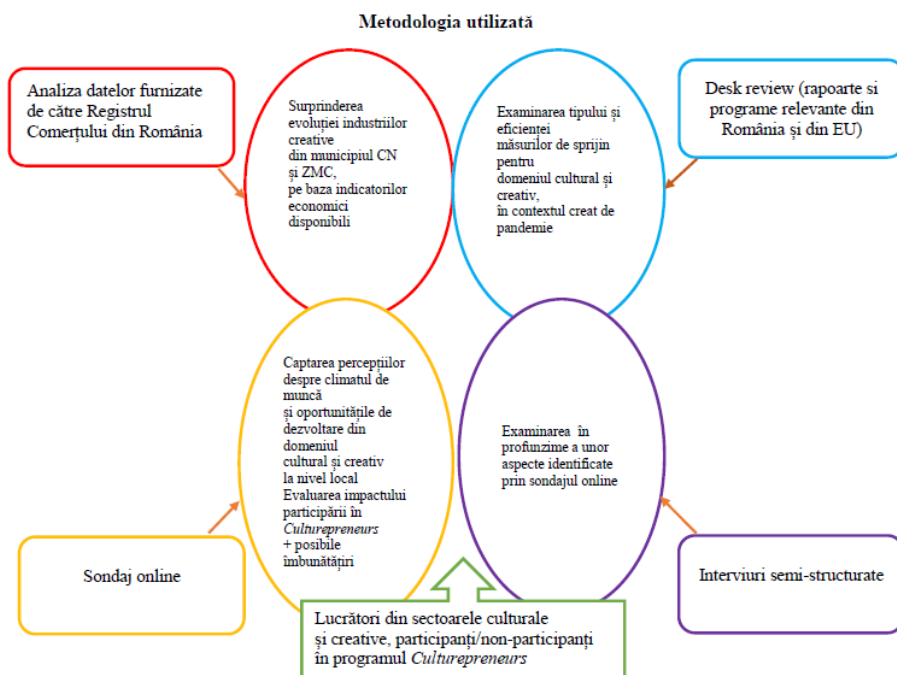 Metodologia utilizată
Analiza datelor furnizate
de către Registrul
Comerțului din România
Surprinderea
evoluției industriilor
creative
din municipiul CN
și ZMC,
pe baza indicatorilor
economici
disponibili
Examinarea tipului și
eficienței
măsurilor de sprijin
pentru
domeniul cultural și
creativ,
în contextul creat de
pandemie
Desk review (rapoarte si
programe relevante din
România și din EU)
Captarea percepțiilor
despre climatul de
muncă
și oportunitățile de
dezvoltare din
domeniul
cultural și creativ
la nivel local
Evaluarea impactului
participării în
Culturepreneurs
+ posibile
îmbunătățiri
Examinarea în
profunzime a unor
aspecte identificate
prin sondajul online
Sondaj online
Interviuri semi-structurate
Lucrători din sectoarele culturale
și creative, participanți/non-participanți
în programul Culturepreneurs